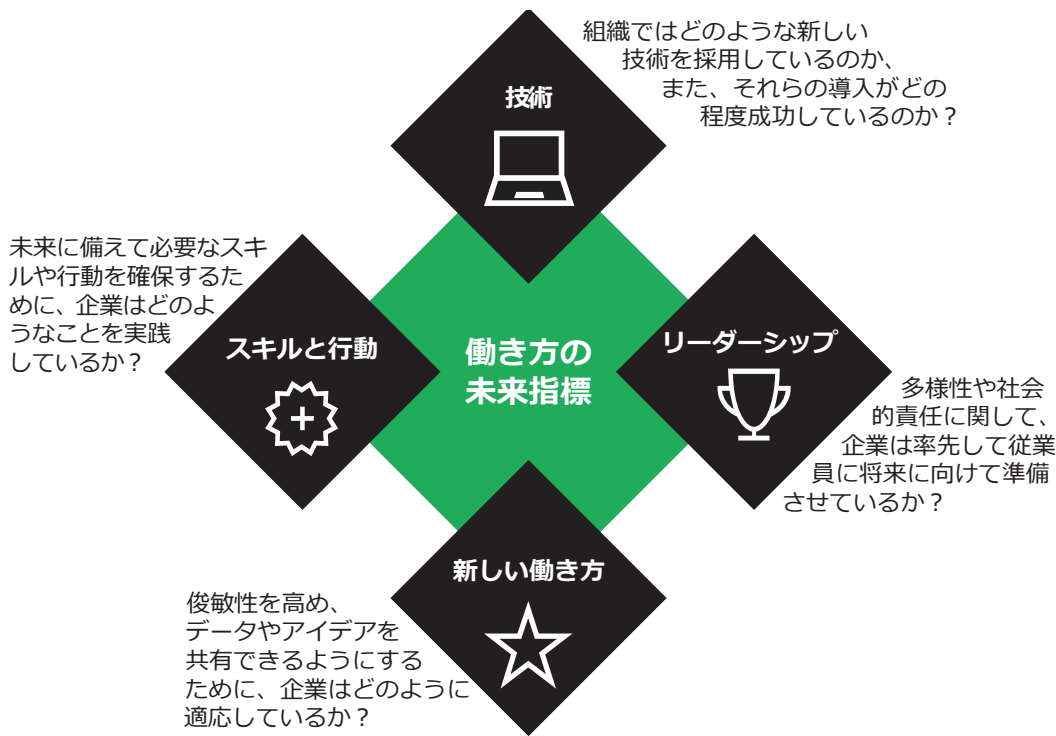 組織ではどのような新しい
技術を採用しているのか、
また、それらの導入がどの
程度成功しているのか？
技術
未来に備えて必要なスキ
ルや行動を確保するた
めに、企業はどのよ
うなことを実践
しているか？
スキルと行動
働き方の
未来指標
リーダーシップ
多様性や社会
的責任に関して、
企業は率先して従業
員に将来に向けて準備
させているか？
新しい働き方
俊敏性を高め、
データやアイデアを
共有できるようにする
ために、企業はどのように
適応しているか？